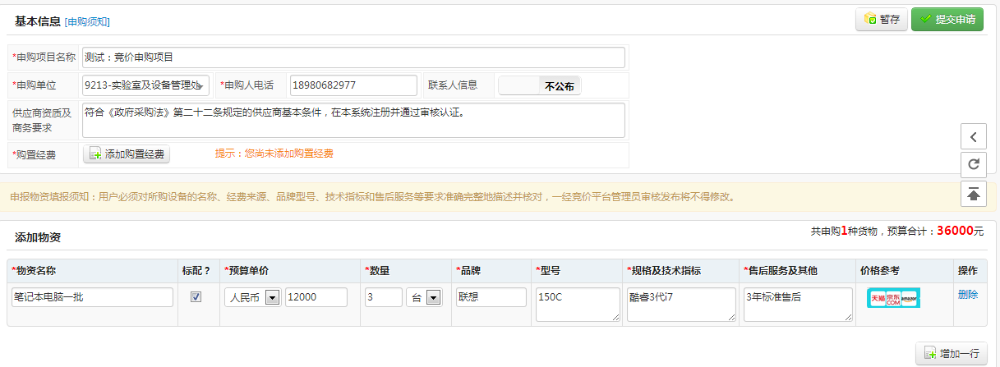 基本信息 [申购须知]
暂存
提交申请
*申购项目名称 测试：竞价申购项目
*申购单位 9213-实验室及设备管理处 *申购人电话 18980682977 联系人信息 不公布
供应商资质及商务要求 符合《政府采购法》第二十二条规定的供应商基本条件，在本系统注册并通过审核认证。
*购置经费 添加购置经费 提示：您尚未添加购置经费
申报物资填报须知：用户必须对所购设备的名称、经费来源、品牌型号、技术指标和售后服务等要求准确完整地描述并核对，一经竞价平台管理员审核发布将不得修改。
添加物资
共申购1种货物，预算合计：36000元
*物资名称 标配？ *预算单价 *数量 *品牌 *型号 *规格及技术指标 *售后服务及其他 价格参考 操作
笔记本电脑一批 人民币 12000 3 台 联想 150C 酷睿3代i7 3年标准售后 天猫 京东COM amazon 删除
增加一行